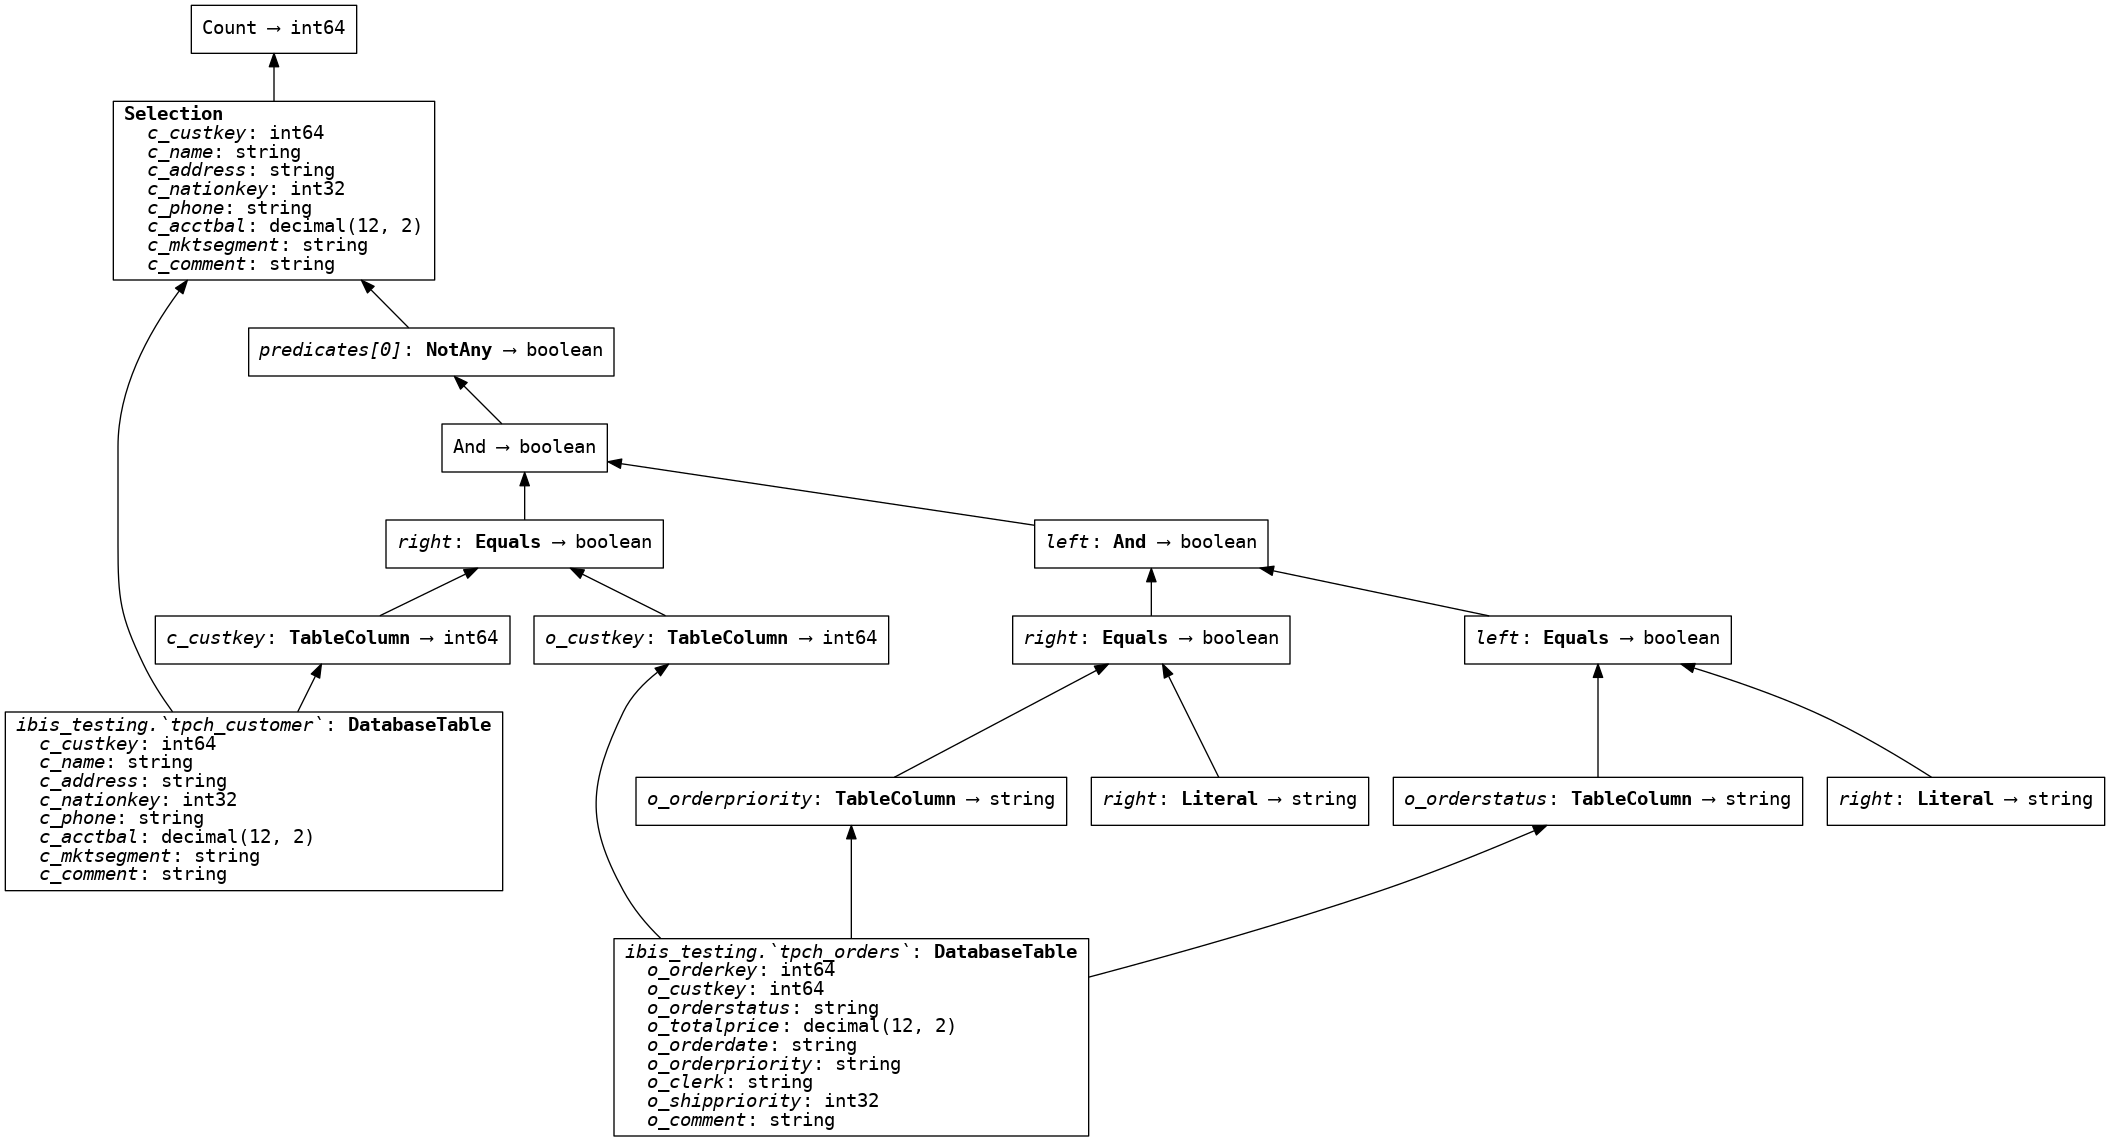 Count → int64
Selection
c_custkey: int64
c_name: string
c_address: string
c_nationkey: int32
c_phone: string
c_acctbal: decimal(12, 2)
c_mktsegment: string
c_comment: string
predicates[0]: NotAny → boolean
And → boolean
right: Equals → boolean
left: And → boolean
c_custkey: TableColumn → int64
o_custkey: TableColumn → int64
right: Equals → boolean
left: Equals → boolean
ibis_testing.`tpch_customer`: DatabaseTable
c_custkey: int64
c_name: string
c_address: string
c_nationkey: int32
c_phone: string
c_acctbal: decimal(12, 2)
c_mktsegment: string
c_comment: string
o_orderpriority: TableColumn → string
right: Literal → string
o_orderstatus: TableColumn → string
right: Literal → string
ibis_testing.`tpch_orders`: DatabaseTable
o_orderkey: int64
o_custkey: int64
o_orderstatus: string
o_totalprice: decimal(12, 2)
o_orderdate: string
o_orderpriority: string
o_clerk: string
o_shippriority: int32
o_comment: string